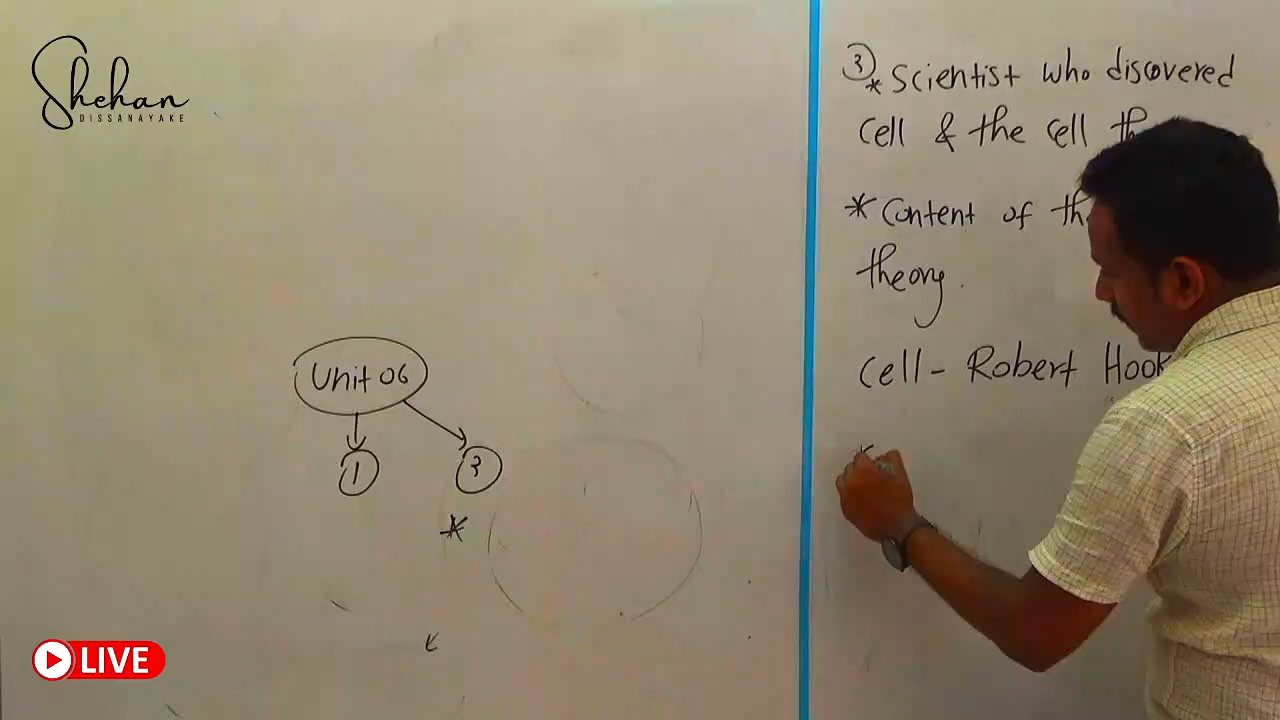 Shehan
DISSANAYAKE
Unit 06
1
3
*
LIVE
3 * Scientist who discovered
cell & the cell
* Content of
theory.
cell - Robert